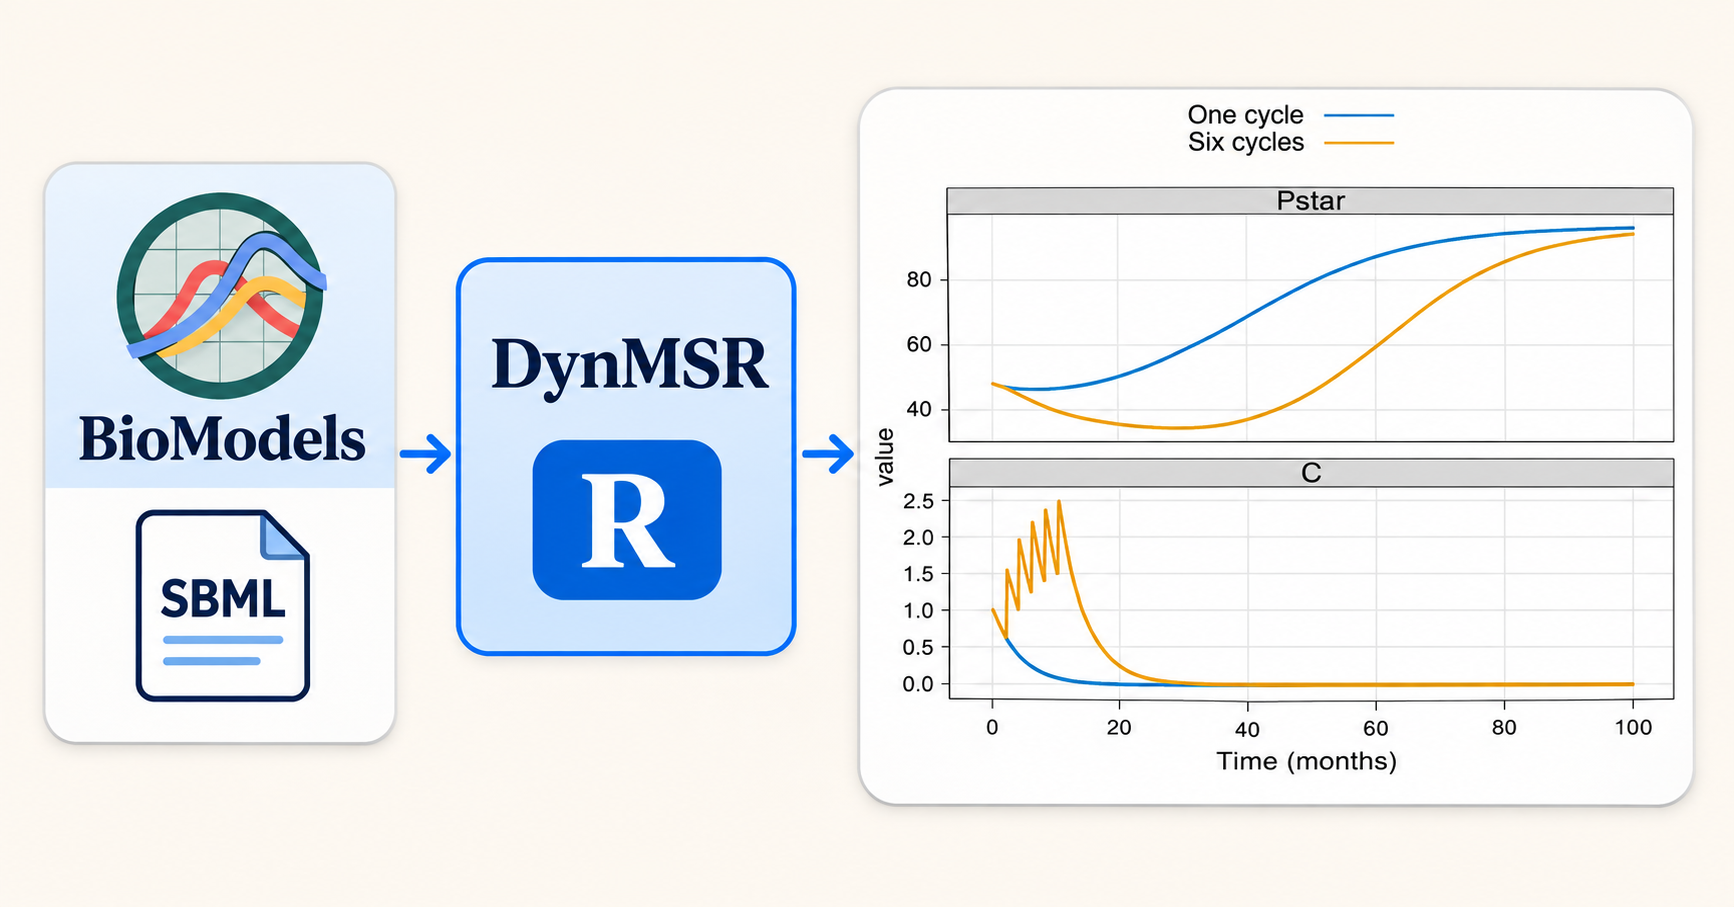 BioModels
SBML
DynMSR
R
One cycle
Six cycles
Pstar
80
60
40
value
C
2.5
2.0
1.5
1.0
0.5
0.0
0 20 40 60 80 100
Time (months)